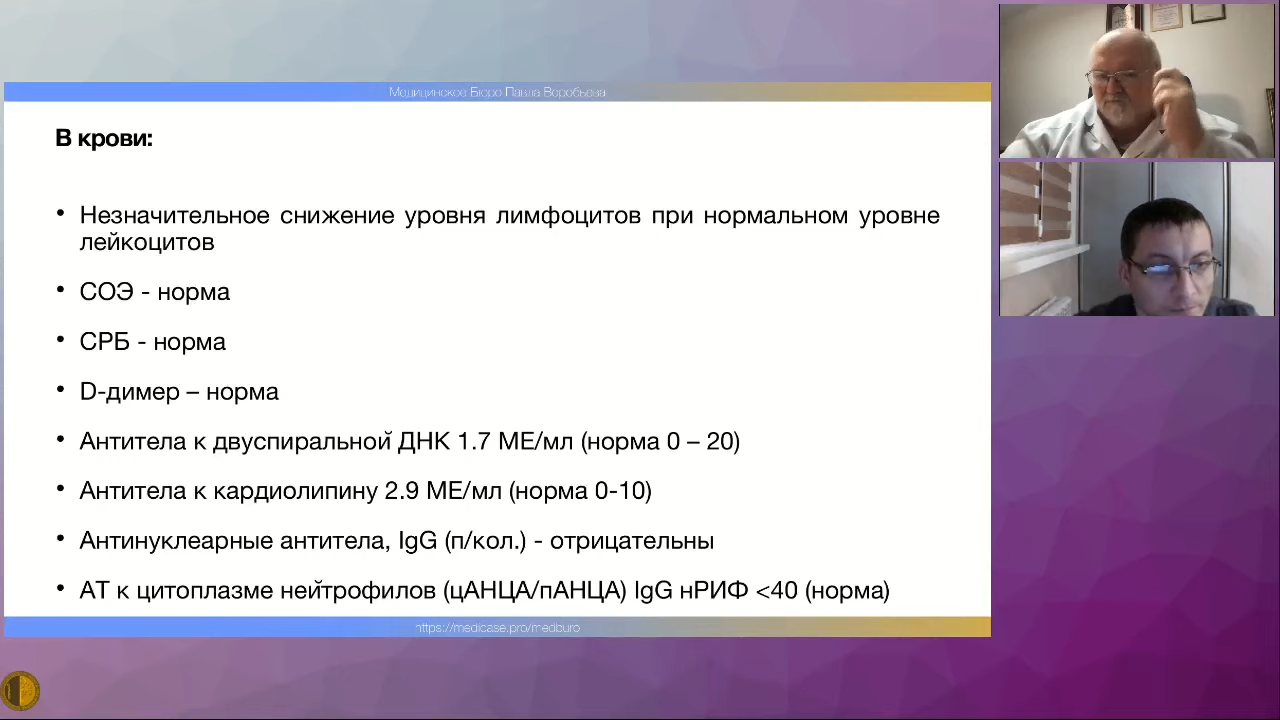 Медицинское Бюро Павла Воробьева
В крови:
• Незначительное снижение уровня лимфоцитов при нормальном уровне
лейкоцитов
• СОЭ - норма
• СРБ - норма
• D-димер – норма
• Антитела к двуспиральной ДНК 1.7 МЕ/мл (норма 0 – 20)
• Антитела к кардиолипину 2.9 МЕ/мл (норма 0-10)
• Антинуклеарные антитела, IgG (п/кол.) - отрицательны
• АТ к цитоплазме нейтрофилов (цАНЦА/пАНЦА) IgG нРИФ <40 (норма)
https://medicase.pro/medburo